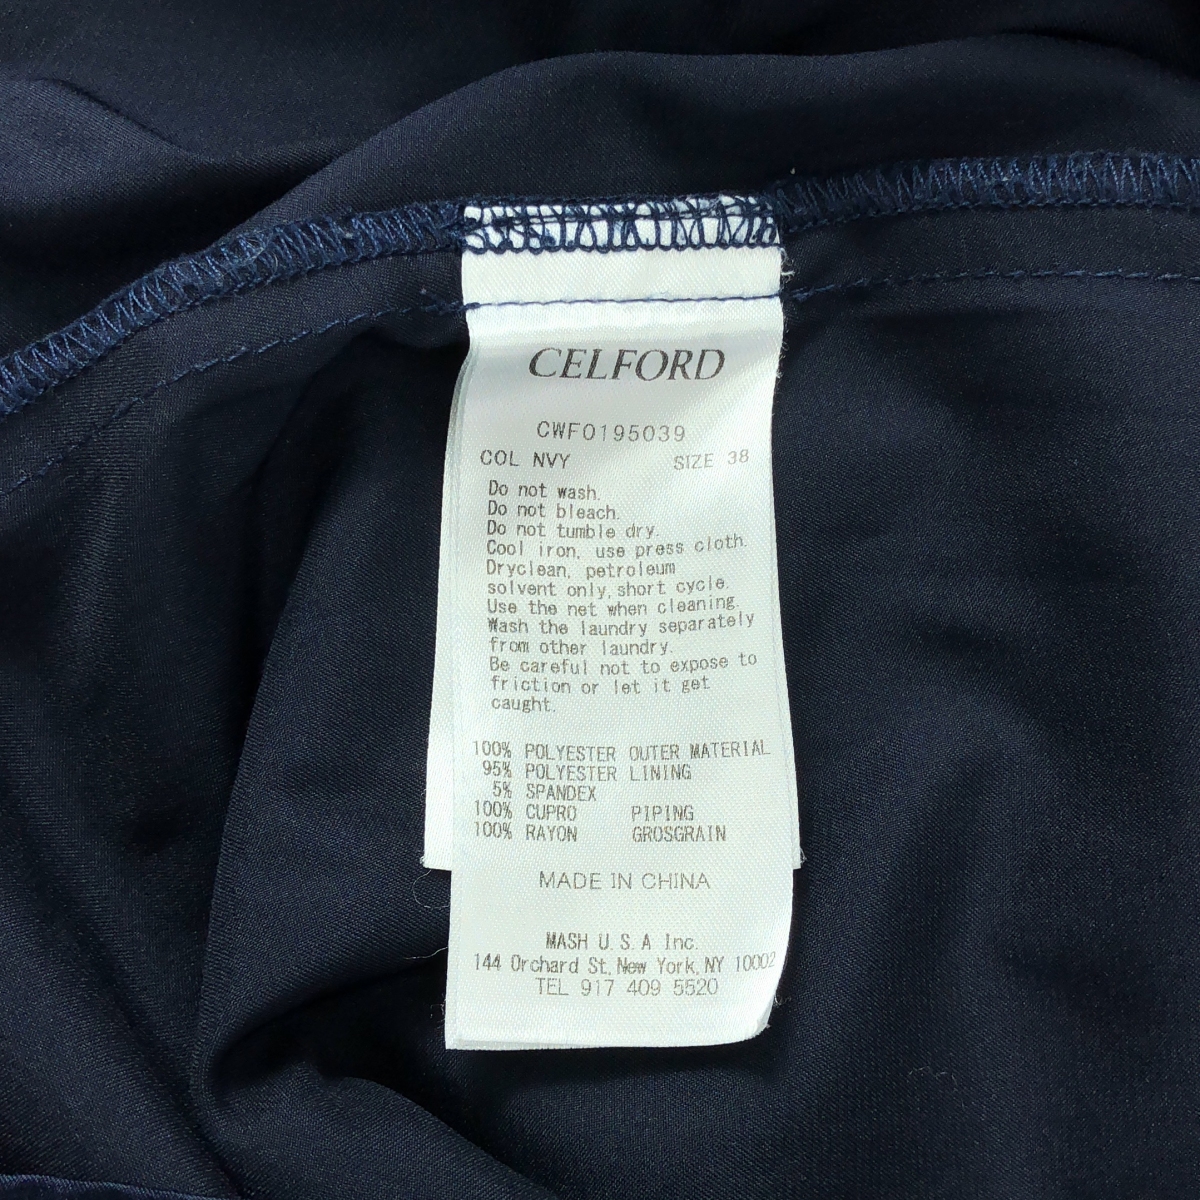 CELFORD
CWF0195039
COL NVY SIZE 38
Do not wash.
Do not bleach.
Do not tumble dry.
Cool iron, use press cloth.
Dryclean, petroleum
solvent only, short cycle.
Use the net when cleaning.
Wash the laundry separately
from other laundry.
Be careful not to expose to
friction or let it get
caught.
100% POLYESTER OUTER MATERIAL
95% POLYESTER LINING
5% SPANDEX
100% CUPRO PIPING
100% RAYON GROSGRAIN
MADE IN CHINA
MASH U.S.A Inc.
144 Orchard St, New York, NY 10002
TEL 917 409 5520